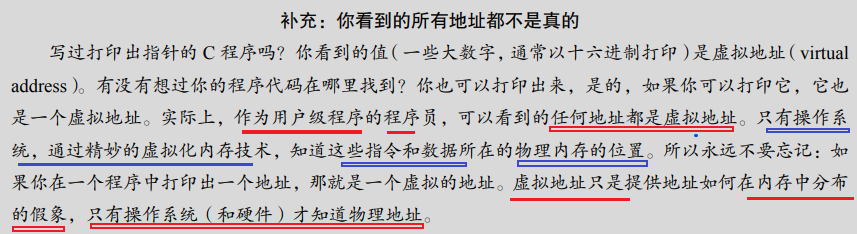 补充：你看到的所有地址都不是真的
写过打印出指针的 C 程序吗？你看到的值（一些大数字，通常以十六进制打印）是虚拟地址（virtual
address）。有没有想过你的程序代码在哪里找到？你也可以打印出来，是的，如果你可以打印它，它也
是一个虚拟地址。实际上，作为用户级程序的程序员，可以看到的任何地址都是虚拟地址。只有操作系
统，通过精妙的虚拟化内存技术，知道这些指令和数据所在的物理内存的位置。所以永远不要忘记：如
果你在一个程序中打印出一个地址，那就是一个虚拟的地址。虚拟地址只是提供地址如何在内存中分布
的假象，只有操作系统（和硬件）才知道物理地址。